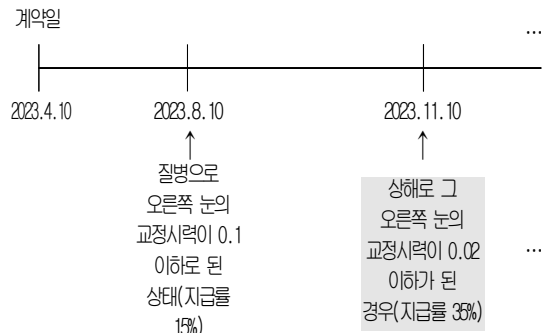 계약일
...
2023.4.10
2023.8.10
2023.11.10
질병으로
오른쪽 눈의
교정시력이 0.1
이하로 된
상태(지급률
15%)
상해로 그
오른쪽 눈의
교정시력이 0.02
이하가 된
경우(지급률 35%)
...